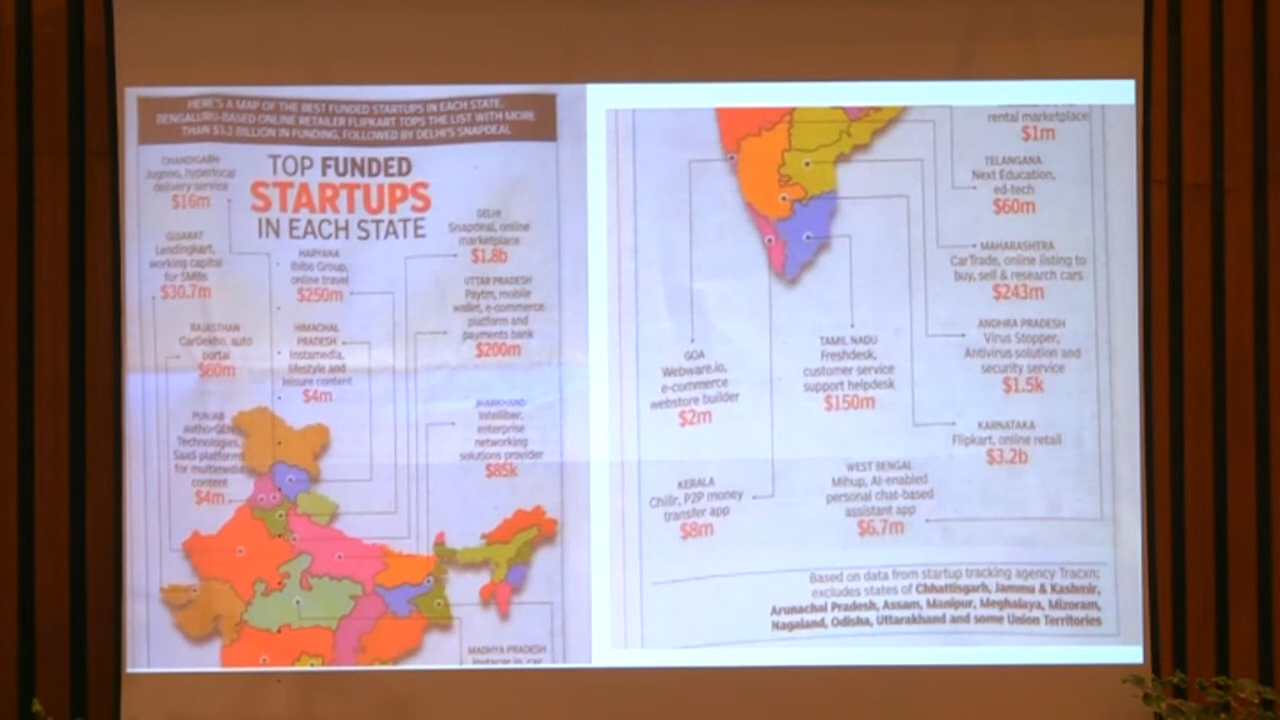 HERE'S A MAP OF THE BEST FUNDED STARTUPS IN EACH STATE.
BENGALURU-BASED ONLINE RETAILER FLIPKART TOPS THE LIST WITH MORE
THAN $3.2 BILLION IN FUNDING, FOLLOWED BY DELHI'S SNAPDEAL
TOP FUNDED
STARTUPS
IN EACH STATE
CHANDIGARH
Jugnoo, hyperlocal
delivery service
$16m
GUJARAT
Lendingkart,
working capital
for SMBs
$30.7m
HARYANA
Ibibo Group,
online travel
$250m
DELHI
Snapdeal, online
marketplace
$1.8b
UTTAR PRADESH
Paytm, mobile
wallet, e-commerce
platform and
payments bank
$200m
RAJASTHAN
CarDekho, auto
portal
$60m
HIMACHAL
PRADESH
Instamedia,
lifestyle and
leisure content
$4m
PUNJAB
authorGEN
Technologies,
SaaS platforms
for multimedia
content
$4m
JHARKHAND
Intelliber,
enterprise
networking
solutions provider
$85k
MADHYA PRADESH
rental marketplace
$1m
TELANGANA
Next Education,
ed-tech
$60m
MAHARASHTRA
CarTrade, online listing to
buy, sell & research cars
$243m
ANDHRA PRADESH
Virus Stopper,
Antivirus solution and
security service
$1.5k
GOA
Webware.io,
e-commerce
webstore builder
$2m
TAMIL NADU
Freshdesk,
customer service
support helpdesk
$150m
KARNATAKA
Flipkart, online retail
$3.2b
KERALA
Chillr, P2P money
transfer app
$8m
WEST BENGAL
Mihup, AI-enabled
personal chat-based
assistant app
$6.7m
Based on data from startup tracking agency Tracxn;
excludes states of Chhattisgarh, Jammu & Kashmir,
Arunachal Pradesh, Assam, Manipur, Meghalaya, Mizoram,
Nagaland, Odisha, Uttarakhand and some Union Territories